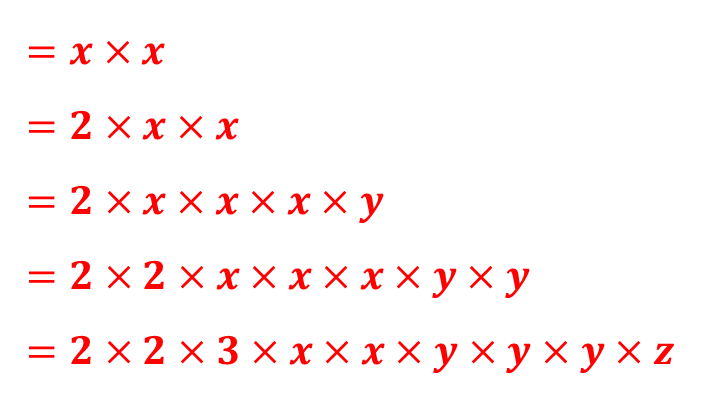 = x × x
= 2 × x × x
= 2 × x × x × x × y
= 2 × 2 × x × x × x × y × y
= 2 × 2 × 3 × x × x × y × y × y × z